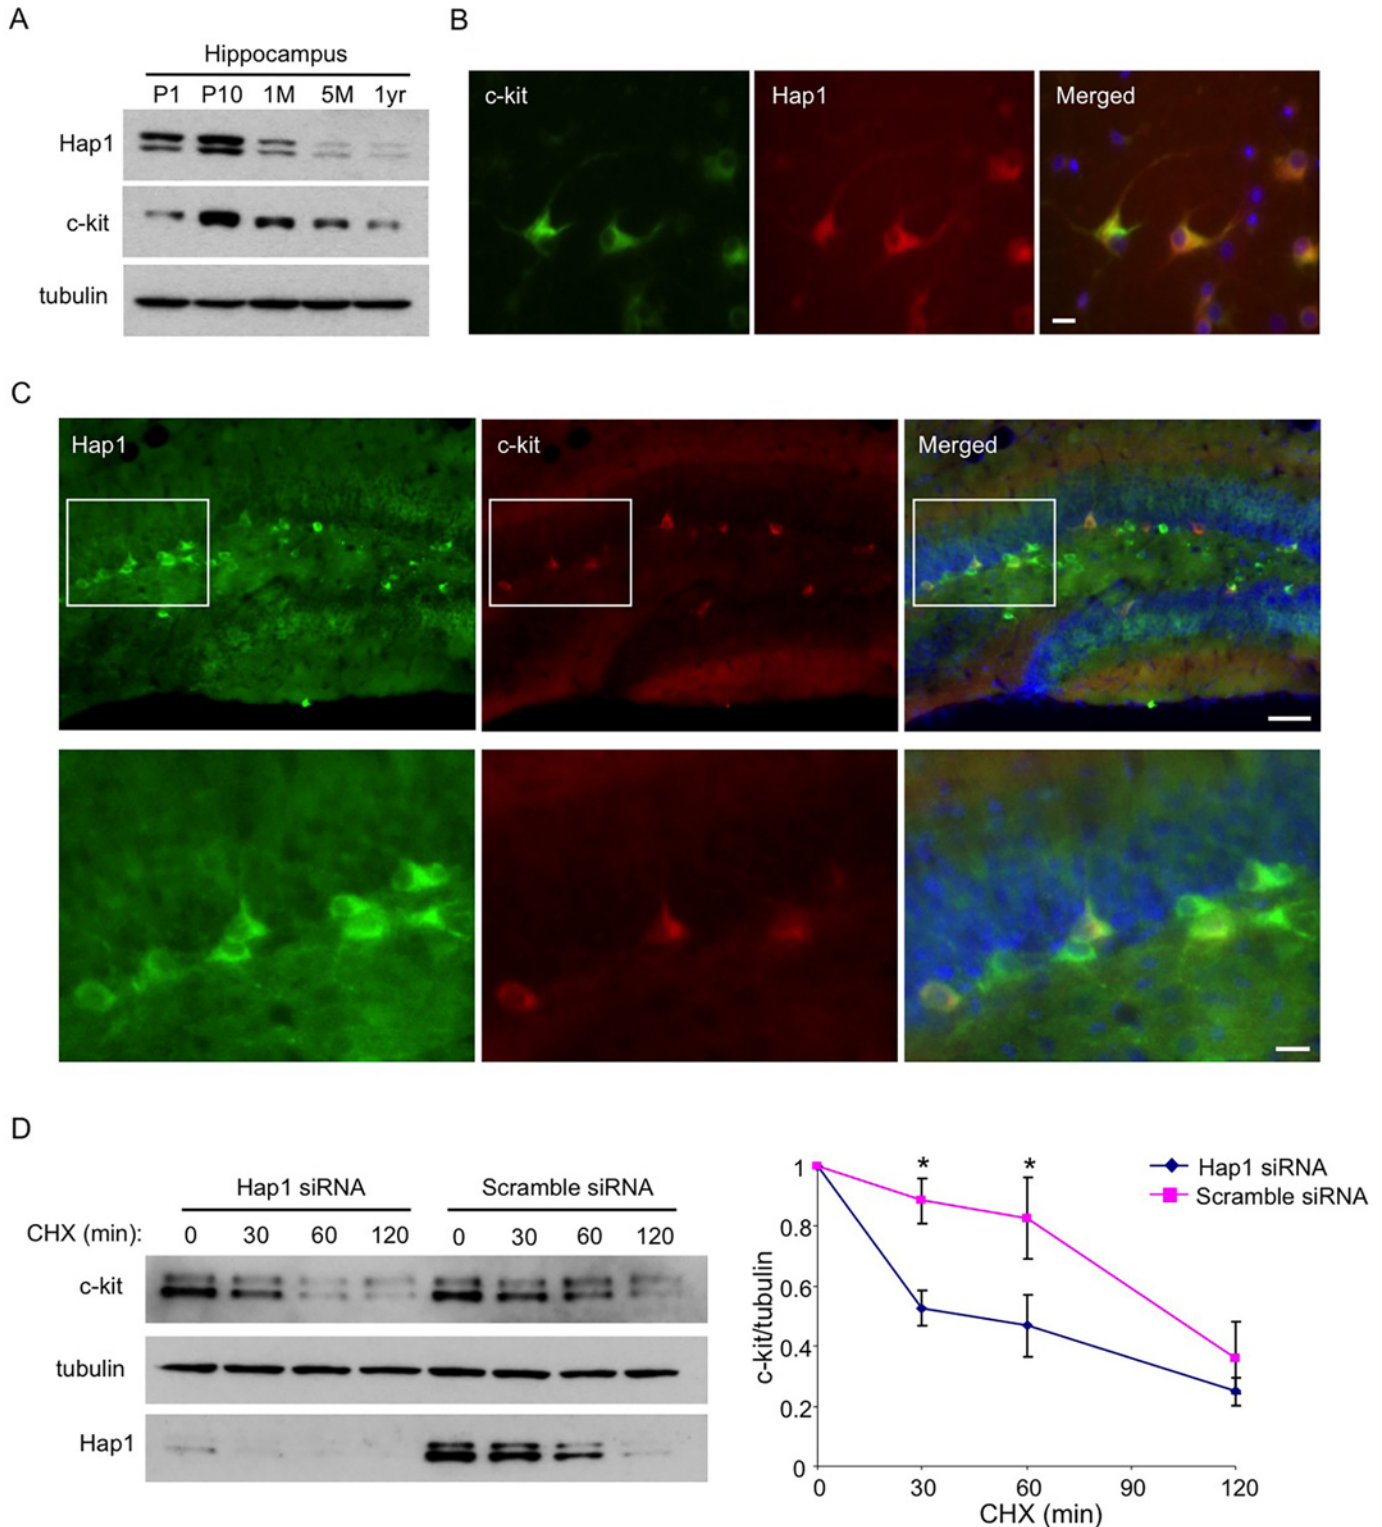 A
Hippocampus
P1 P10 1M 5M 1yr
Hap1
c-kit
tubulin
B
c-kit
Hap1
Merged
C
Hap1
c-kit
Merged
D
Hap1 siRNA
Scramble siRNA
CHX (min): 0 30 60 120 0 30 60 120
c-kit
tubulin
Hap1
* *
Hap1 siRNA
Scramble siRNA
c-kit/tubulin
1
0.8
0.6
0.4
0.2
0
0 30 60 90 120
CHX (min)